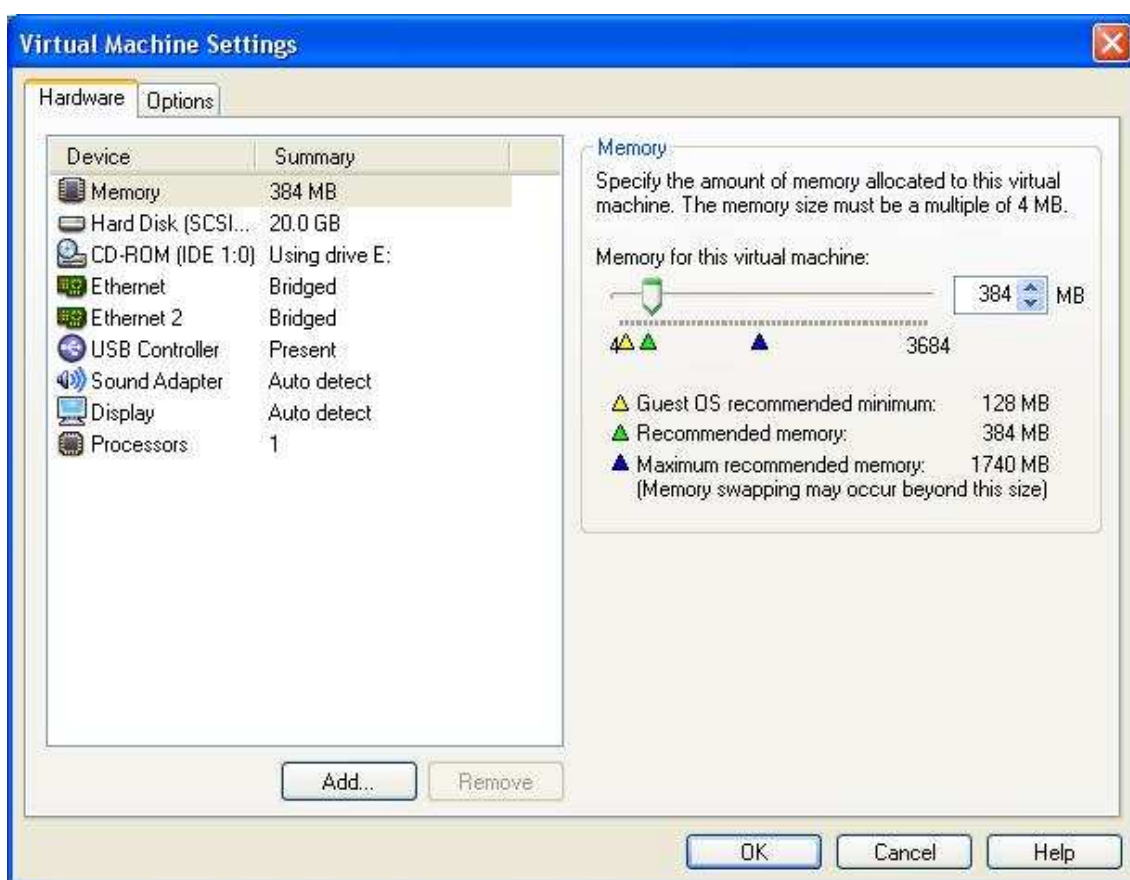 Virtual Machine Settings
Hardware Options
Device Summary
Memory 384 MB
Hard Disk (SCSI... 20.0 GB
CD-ROM (IDE 1:0) Using drive E:
Ethernet Bridged
Ethernet 2 Bridged
USB Controller Present
Sound Adapter Auto detect
Display Auto detect
Processors 1
Add... Remove
Memory
Specify the amount of memory allocated to this virtual
machine. The memory size must be a multiple of 4 MB.
Memory for this virtual machine:
384 MB
4 3684
Guest OS recommended minimum: 128 MB
Recommended memory: 384 MB
Maximum recommended memory: 1740 MB
(Memory swapping may occur beyond this size)
OK Cancel Help